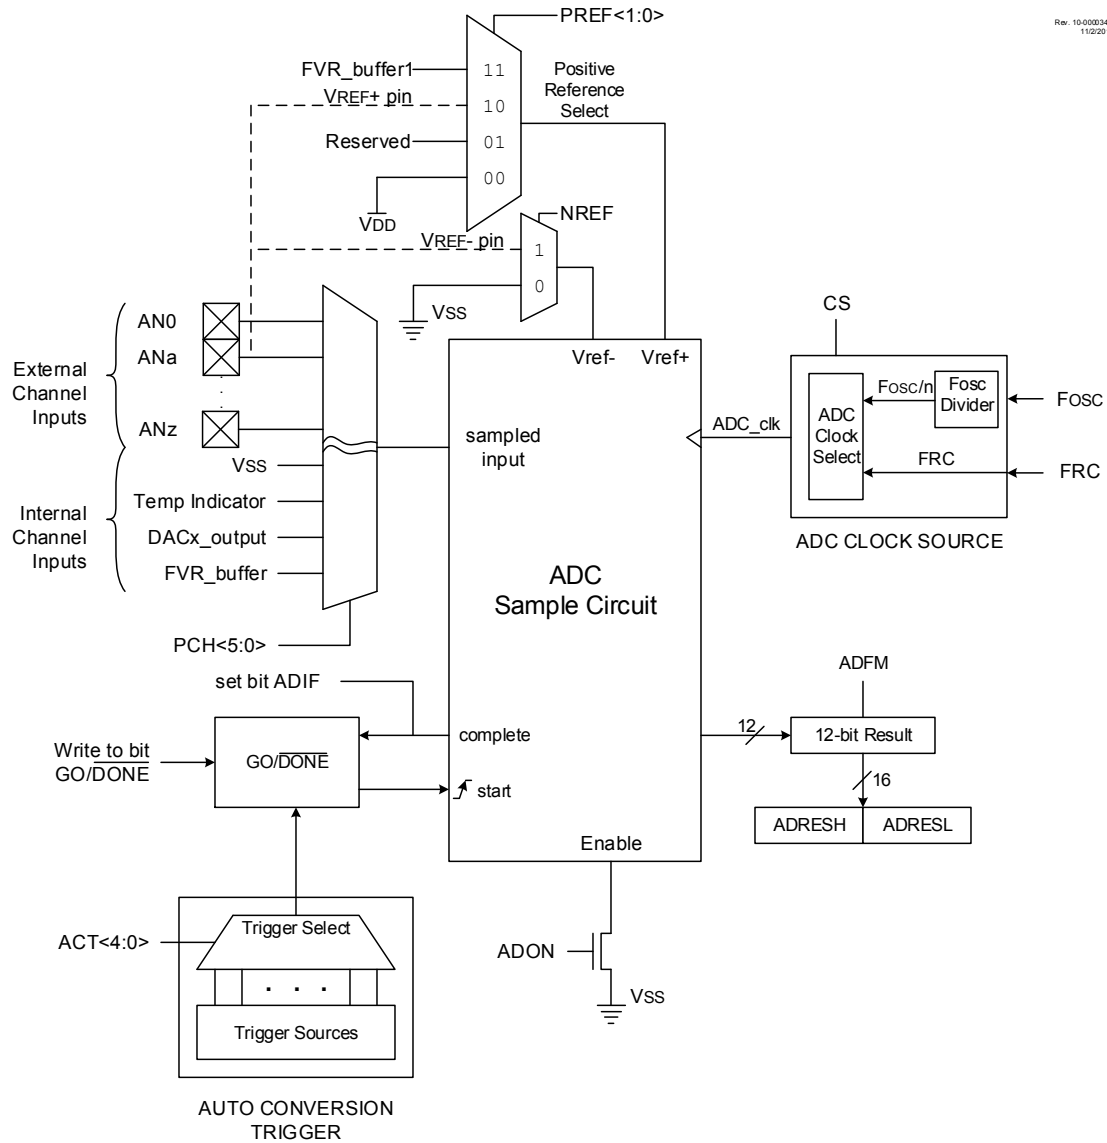 PREF<1:0>
Rev. 10-000034
11/2/20
FVR_buffer1
11
Positive
Reference
Select
VREF+ pin
10
Reserved
01
00
VDD
NREF
VREF- pin
1
0
VSS
External
Channel
Inputs
AN0
ANa
.
.
.
ANz
VSS
Internal
Channel
Inputs
Temp Indicator
DACx_output
FVR_buffer
PCH<5:0>
Vref-
Vref+
sampled
input
ADC
Sample Circuit
CS
ADC_clk
ADC
Clock
Select
FOSC/n
Fosc
Divider
FOSC
FRC
FRC
ADC CLOCK SOURCE
set bit ADIF
complete
Write to bit
GO/DONE
GO/DONE
start
Enable
ADFM
12
12-bit Result
16
ADRESH
ADRESL
ADON
VSS
ACT<4:0>
Trigger Select
. . .
Trigger Sources
AUTO CONVERSION
TRIGGER